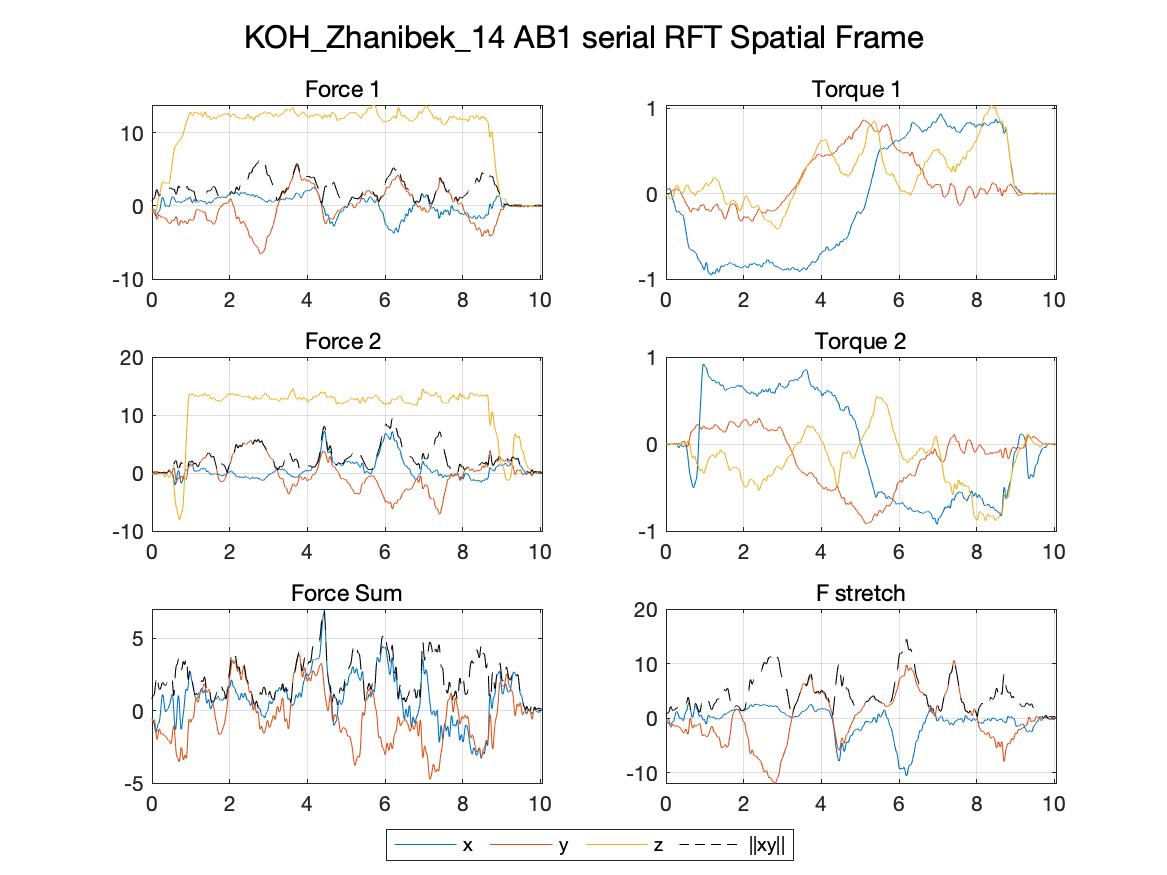 KOH_Zhanibek_14 AB1 serial RFT Spatial Frame
Force 1
10
0
-10
0 2 4 6 8 10
Torque 1
1
0
-1
0 2 4 6 8 10
Force 2
20
10
0
-10
0 2 4 6 8 10
Torque 2
1
0
-1
0 2 4 6 8 10
Force Sum
5
0
-5
0 2 4 6 8 10
F stretch
20
10
0
-10
0 2 4 6 8 10
x y z ||xy||